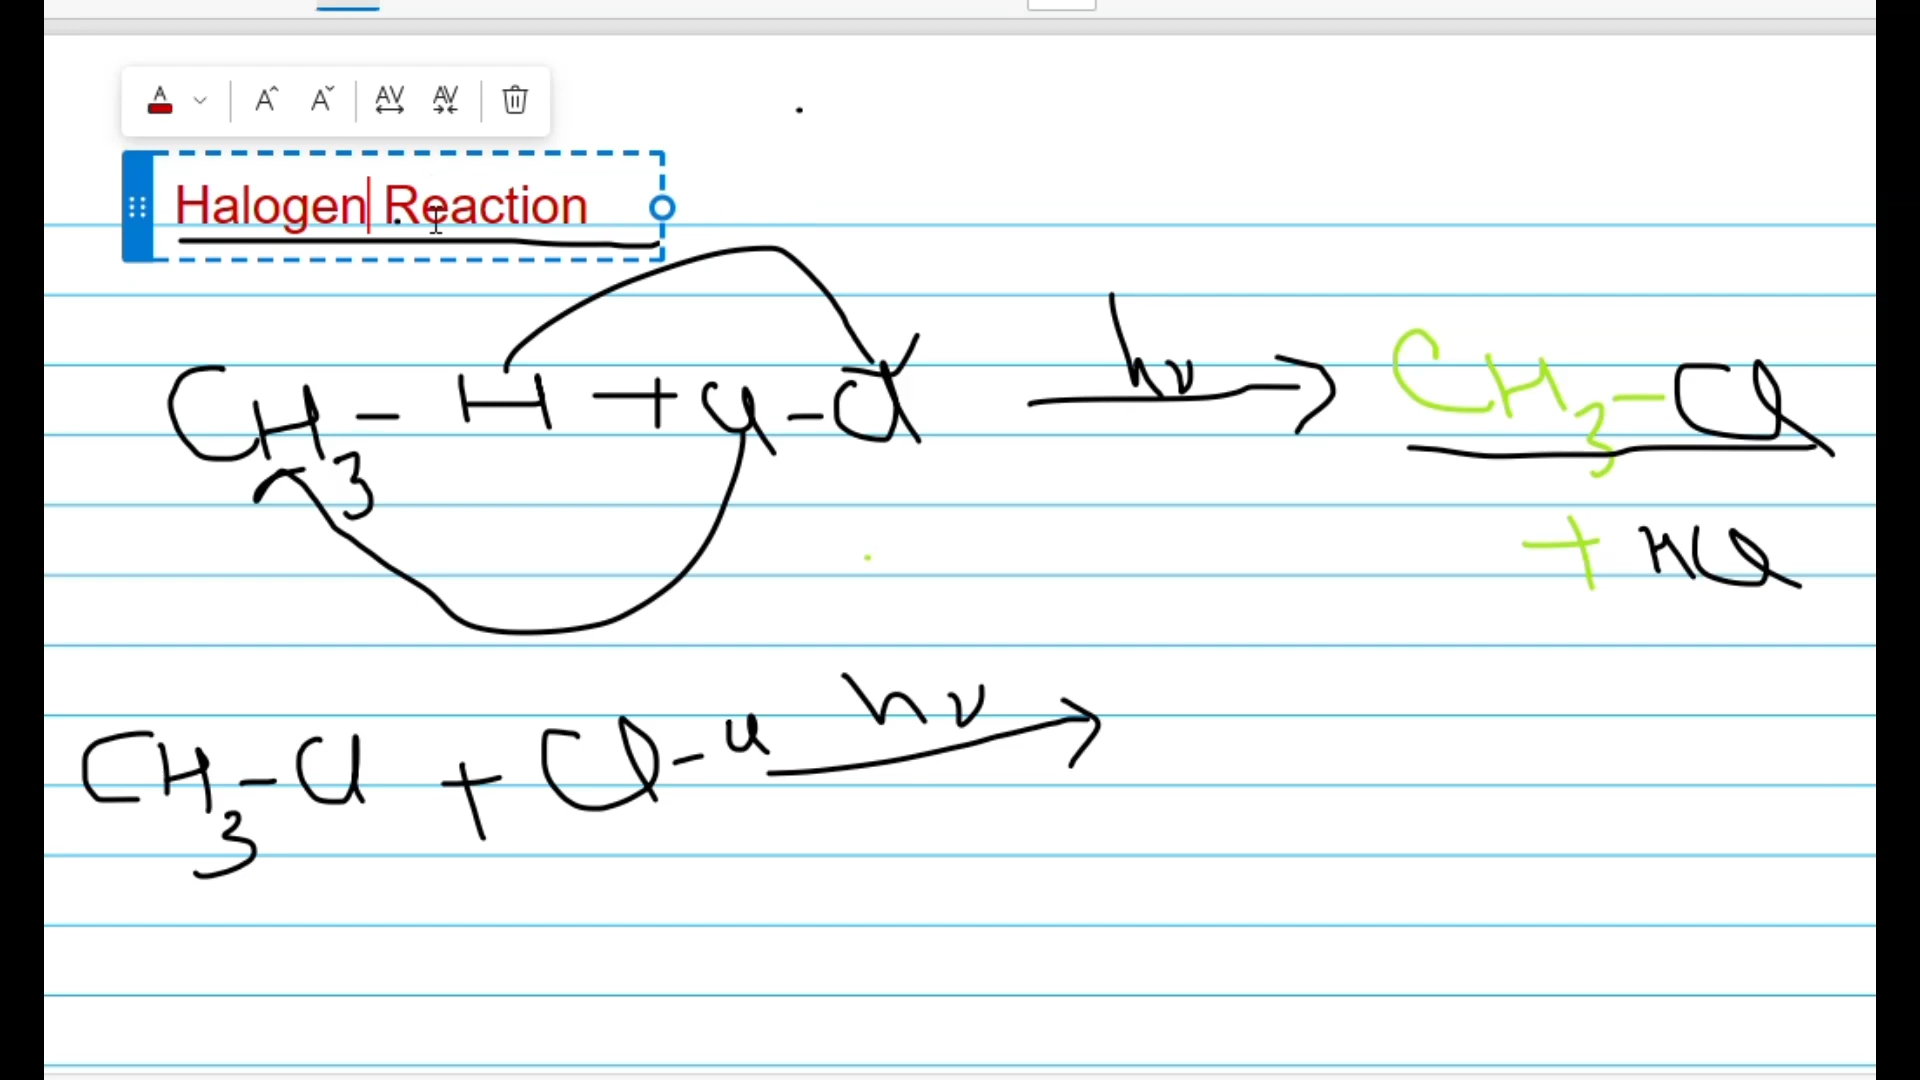 Halogen Reaction
CH3 - H + Cl - Cl hν → CH3 - Cl
+ HCl
CH3 - Cl + Cl - Cl hν →